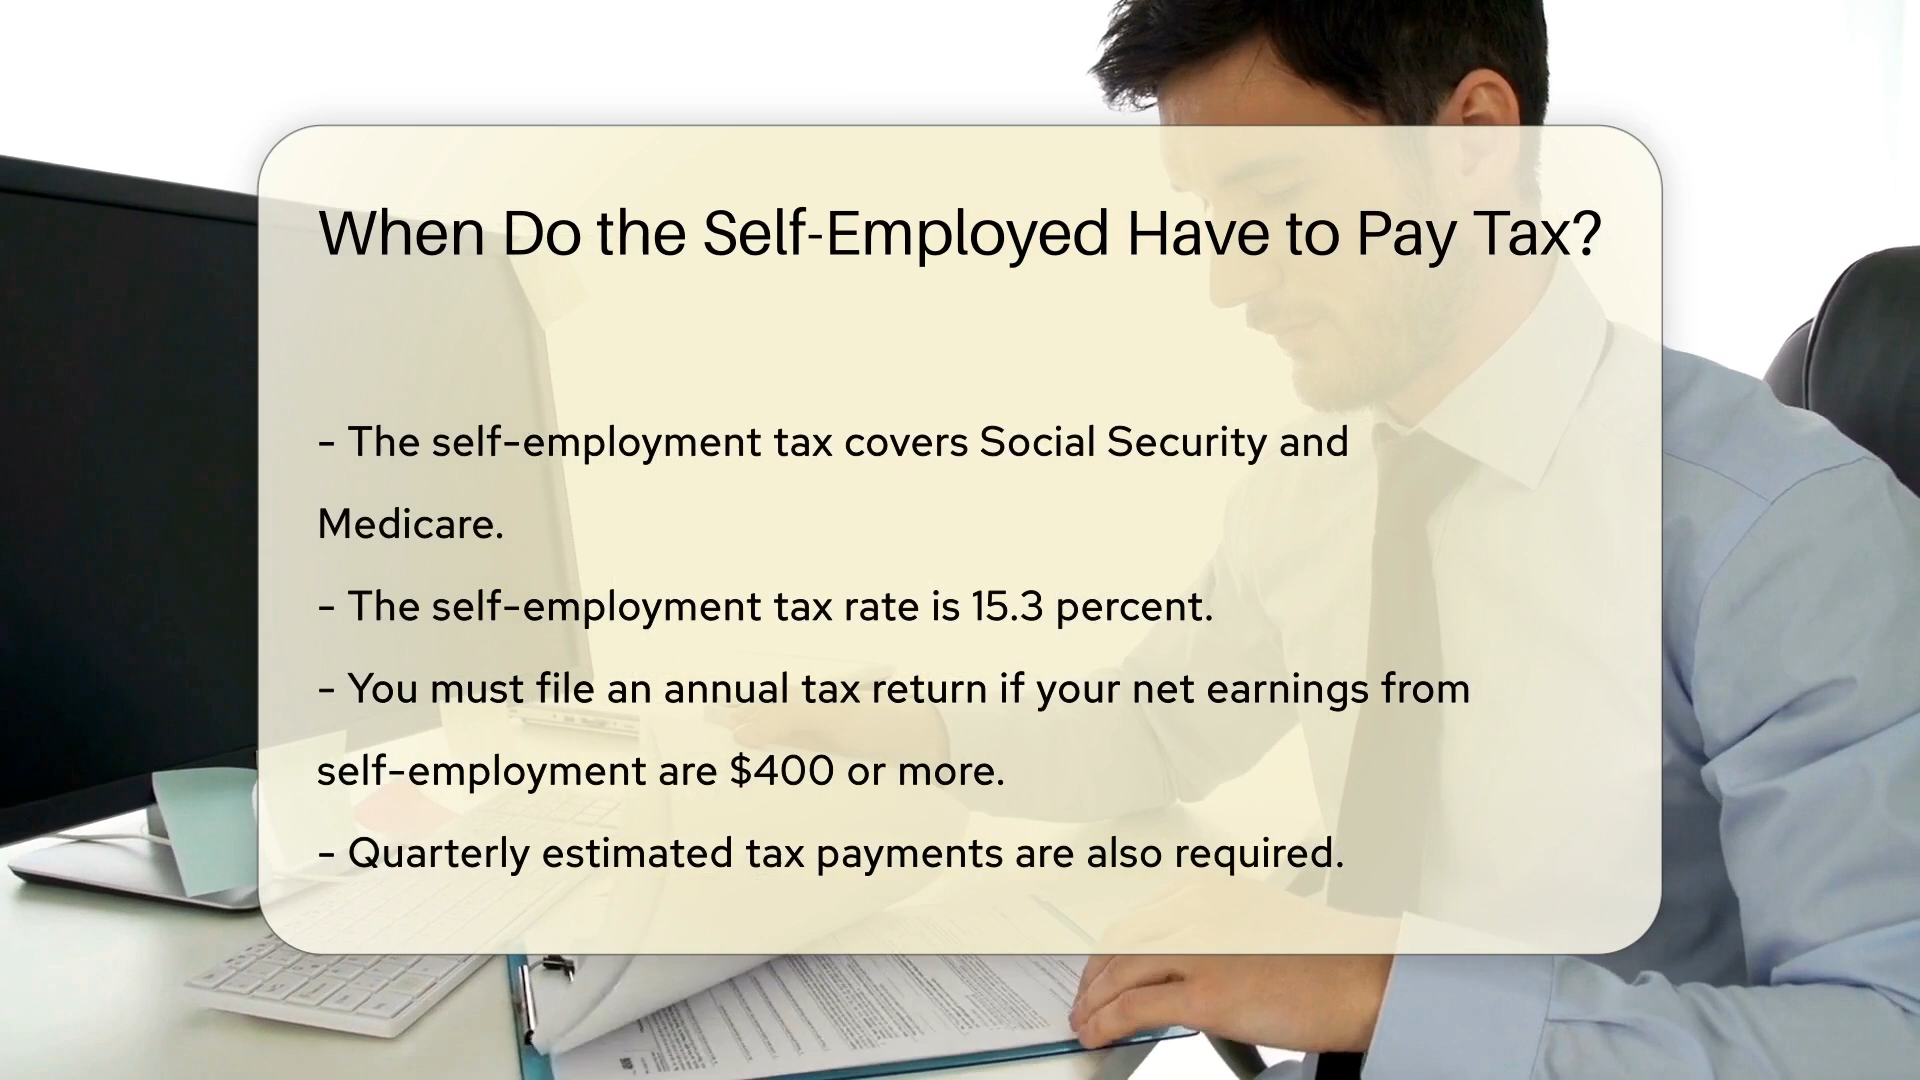 When Do the Self-Employed Have to Pay Tax?
- The self-employment tax covers Social Security and
Medicare.
- The self-employment tax rate is 15.3 percent.
- You must file an annual tax return if your net earnings from
self-employment are $400 or more.
- Quarterly estimated tax payments are also required.